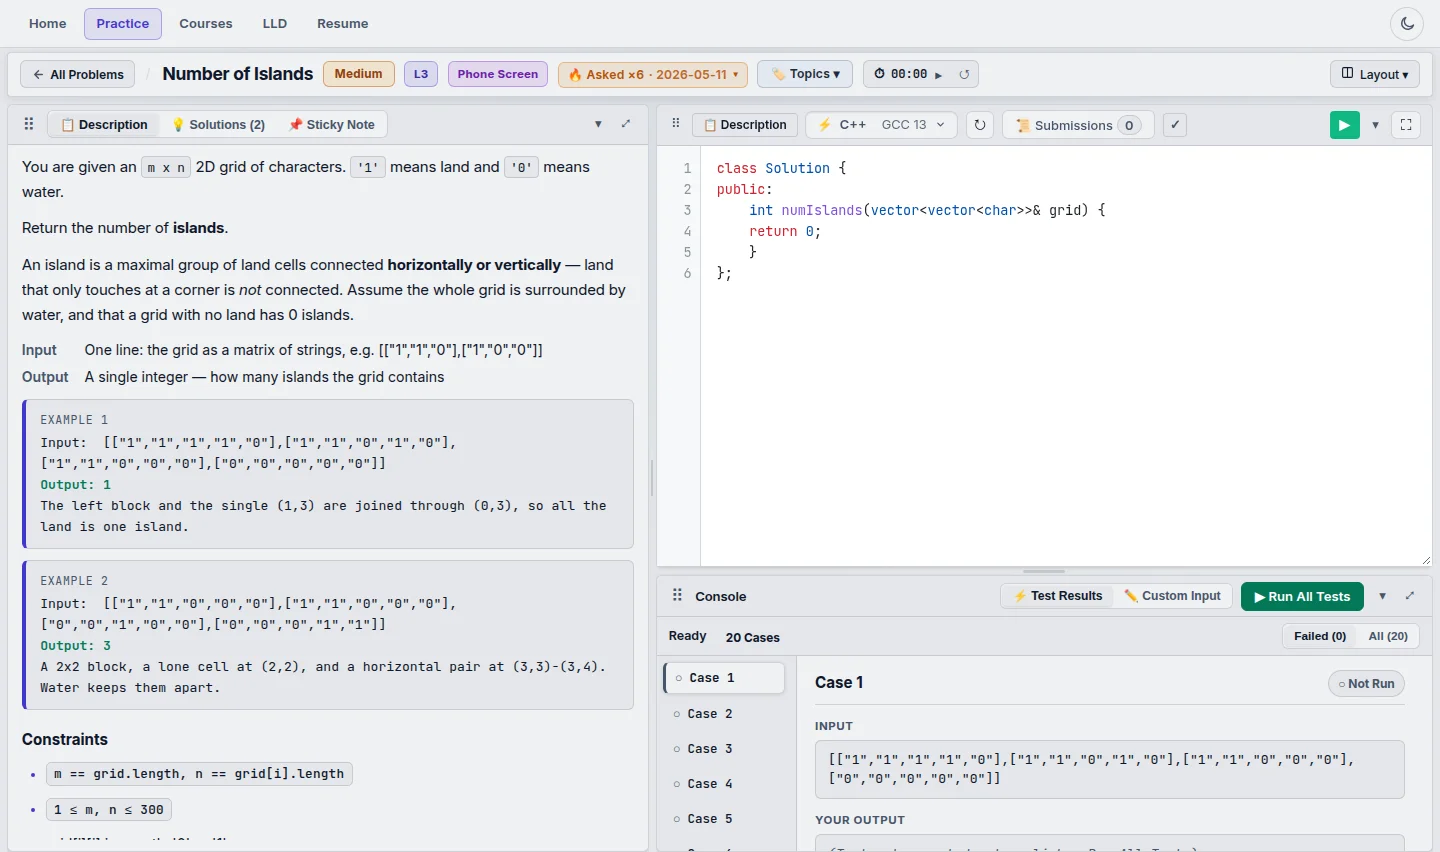 Home Practice Courses LLD Resume
← All Problems / Number of Islands Medium L3 Phone Screen 🔥 Asked ×6 · 2026-05-11 ▾ 🏷️ Topics ▾ ⏱ 00:00 ▶ ↺ Layout ▾
📋 Description 💡 Solutions (2) 📌 Sticky Note ▼
You are given an m x n 2D grid of characters. '1' means land and '0' means
water.
Return the number of islands.
An island is a maximal group of land cells connected horizontally or vertically — land
that only touches at a corner is not connected. Assume the whole grid is surrounded by
water, and that a grid with no land has 0 islands.
Input One line: the grid as a matrix of strings, e.g. [["1","1","0"],["1","0","0"]]
Output A single integer — how many islands the grid contains
EXAMPLE 1
Input:  [["1","1","1","1","0"],["1","1","0","1","0"],
["1","1","0","0","0"],["0","0","0","0","0"]]
Output: 1
The left block and the single (1,3) are joined through (0,3), so all the
land is one island.
EXAMPLE 2
Input:  [["1","1","0","0","0"],["1","1","0","0","0"],
["0","0","1","0","0"],["0","0","0","1","1"]]
Output: 3
A 2x2 block, a lone cell at (2,2), and a horizontal pair at (3,3)-(3,4).
Water keeps them apart.
Constraints
• m == grid.length, n == grid[i].length
• 1 ≤ m, n ≤ 300
📋 Description ⚡ C++ GCC 13 ↻ 📜 Submissions 0 ✓ ▶ ▼
1 class Solution {
2 public:
3     int numIslands(vector<vector<char>>& grid) {
4     return 0;
5     }
6 };
Console ⚡ Test Results ✏️ Custom Input ▶ Run All Tests ▼
Ready 20 Cases Failed (0) All (20)
○ Case 1
○ Case 2
○ Case 3
○ Case 4
○ Case 5
Case 1 ○ Not Run
INPUT
[["1","1","1","1","0"],["1","1","0","1","0"],["1","1","0","0","0"],
["0","0","0","0","0"]]
YOUR OUTPUT